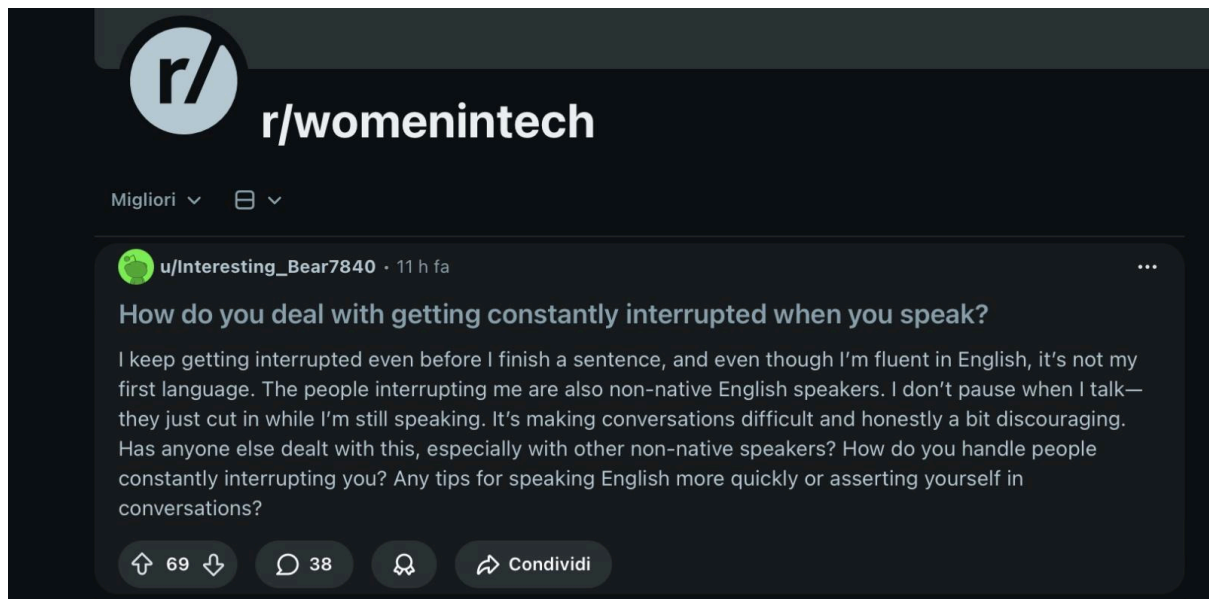 r/
r/womenintech
Migliori
u/Interesting_Bear7840 • 11 h fa
How do you deal with getting constantly interrupted when you speak?
I keep getting interrupted even before I finish a sentence, and even though I’m fluent in English, it’s not my
first language. The people interrupting me are also non-native English speakers. I don’t pause when I talk—
they just cut in while I’m still speaking. It’s making conversations difficult and honestly a bit discouraging.
Has anyone else dealt with this, especially with other non-native speakers? How do you handle people
constantly interrupting you? Any tips for speaking English more quickly or asserting yourself in
conversations?
69 38 Condividi